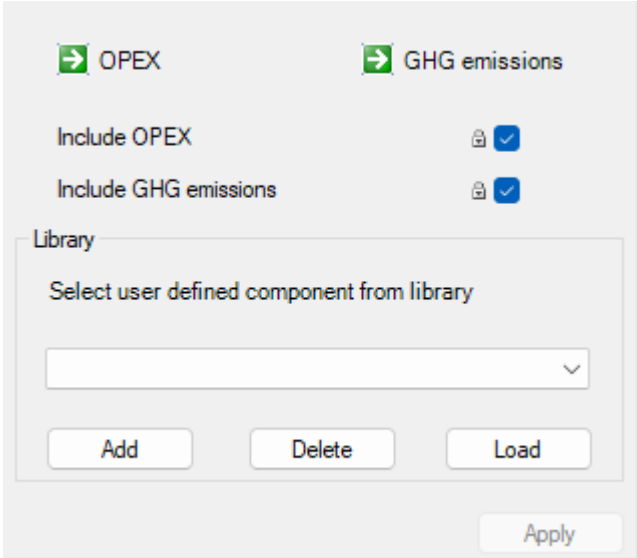 OPEX GHG emissions
Include OPEX
Include GHG emissions
Library
Select user defined component from library
Add Delete Load
Apply